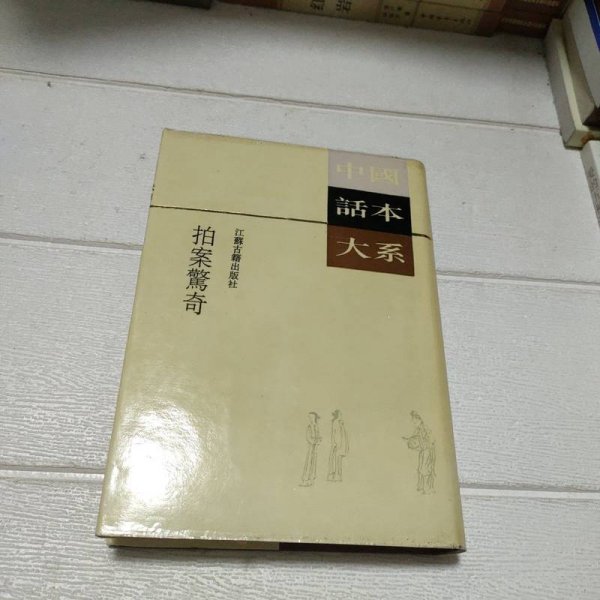 中國
話本
大系
江蘇古籍出版社
拍案驚奇